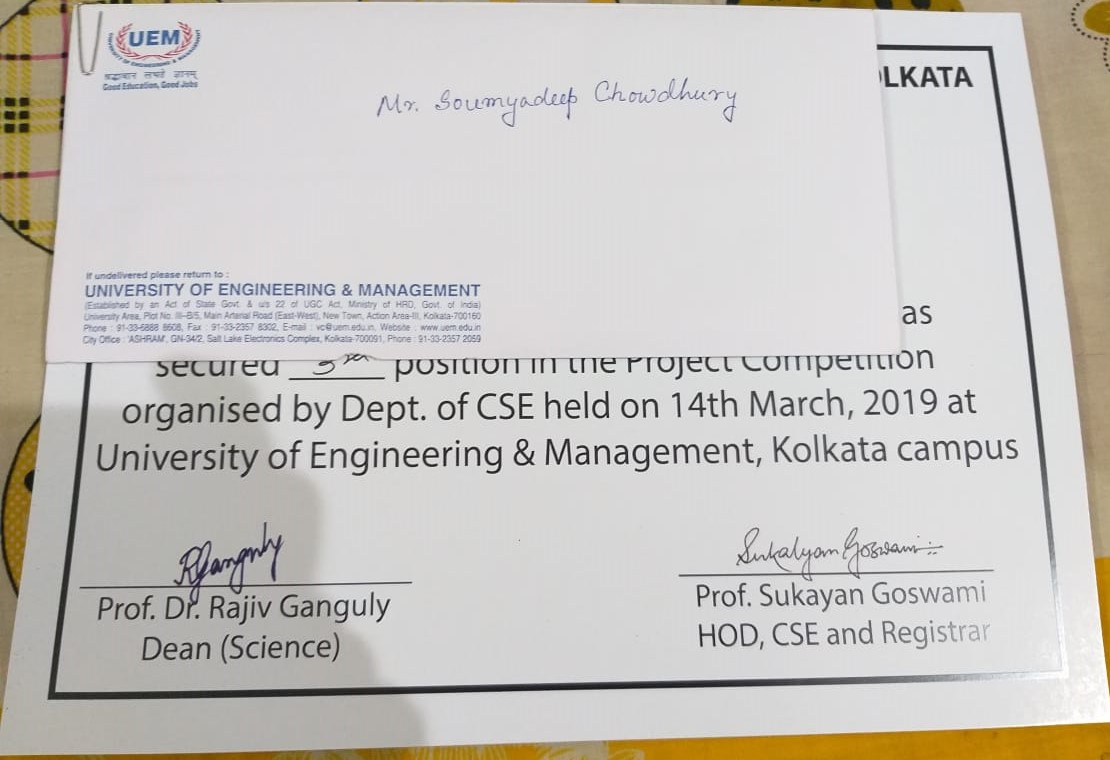 UEM
UNIVERSITY OF ENGINEERING & MANAGEMENT
श्रद्धावान लभते ज्ञानम्
Good Education, Good Jobs
Mr. Soumyadeep Chowdhury
If undelivered please return to :
UNIVERSITY OF ENGINEERING & MANAGEMENT
(Established by an Act of State Govt. & u/s 22 of UGC Act, Ministry of HRD, Govt. of India)
University Area, Plot No. III-B/5, Main Arterial Road (East-West), New Town, Action Area-III, Kolkata-700160
Phone : 91-33-6888 8608, Fax : 91-33-2357 8302, E-mail : vc@uem.edu.in, Website : www.uem.edu.in
City Office : 'ASHRAM', GN-34/2, Salt Lake Electronics Complex, Kolkata-700091, Phone : 91-33-2357 2059
LKATA
as
secured 3rd position in the Project Competition
organised by Dept. of CSE held on 14th March, 2019 at
University of Engineering & Management, Kolkata campus
RGanguly
Prof. Dr. Rajiv Ganguly
Dean (Science)
Sukalyan Goswami
Prof. Sukayan Goswami
HOD, CSE and Registrar